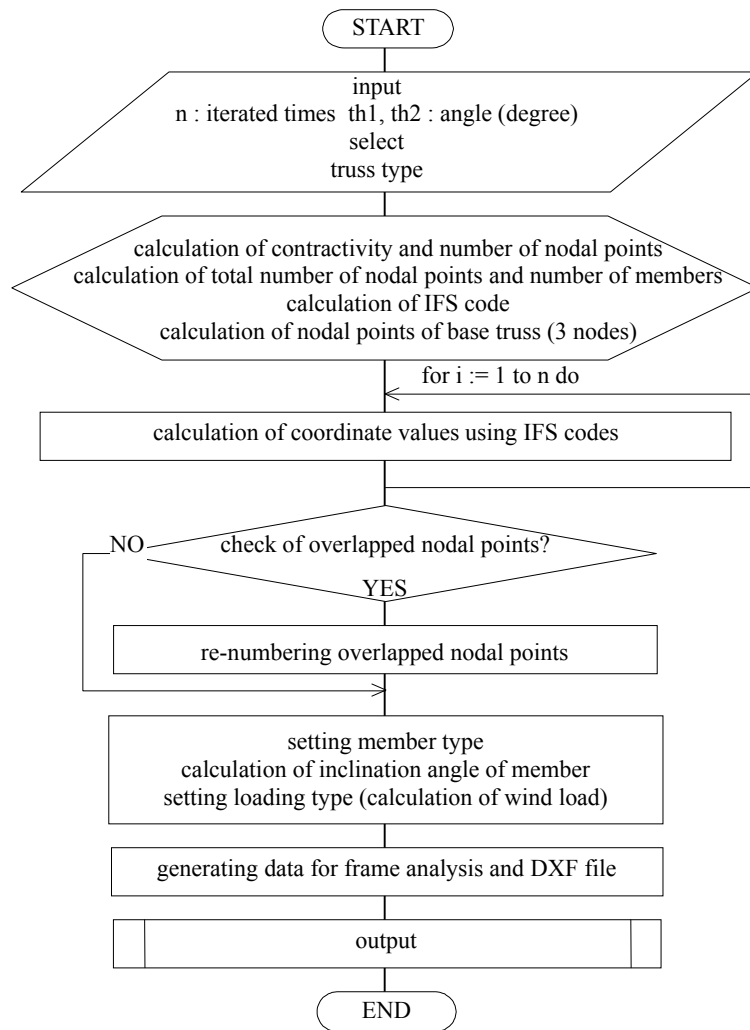 START
input
n : iterated times th1, th2 : angle (degree)
select
truss type
calculation of contractivity and number of nodal points
calculation of total number of nodal points and number of members
calculation of IFS code
calculation of nodal points of base truss (3 nodes)
for i := 1 to n do
calculation of coordinate values using IFS codes
NO
check of overlapped nodal points?
YES
re-numbering overlapped nodal points
setting member type
calculation of inclination angle of member
setting loading type (calculation of wind load)
generating data for frame analysis and DXF file
output
END